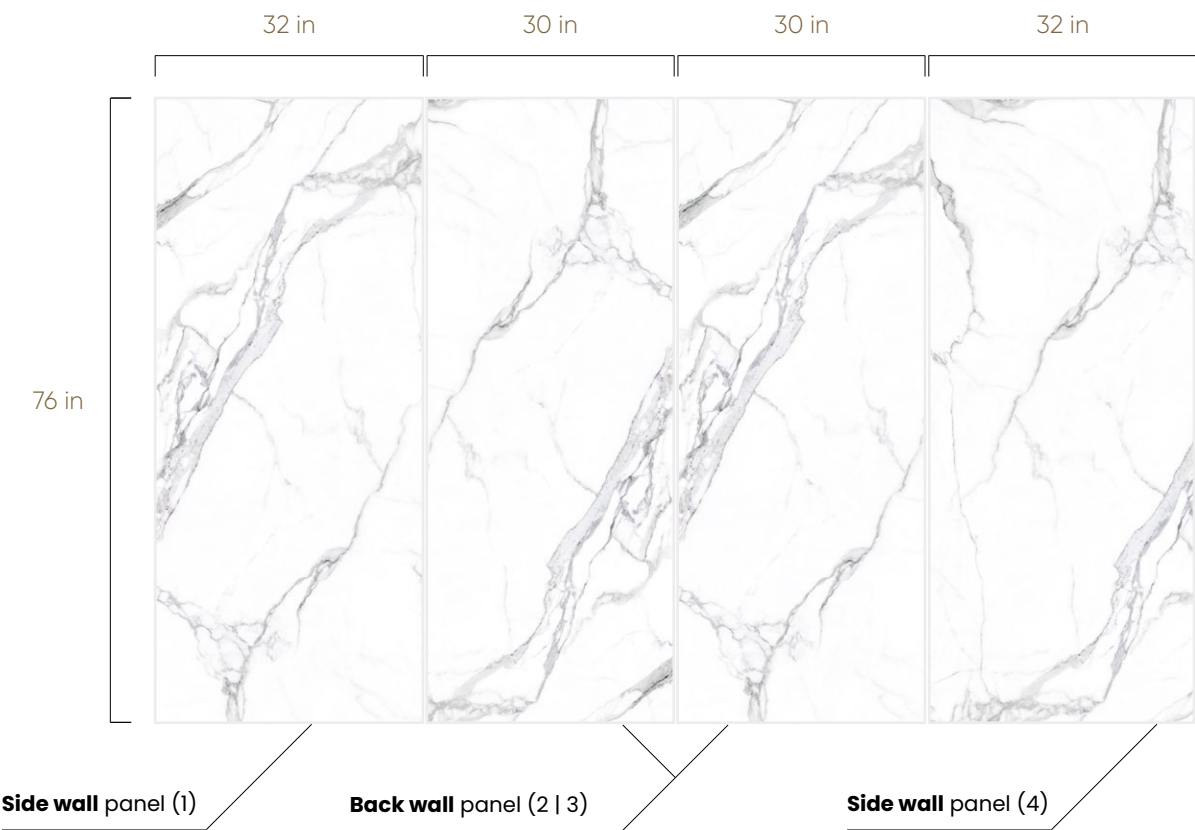 32 in
30 in
30 in
32 in
76 in
Side wall panel (1)
Back wall panel (2 | 3)
Side wall panel (4)